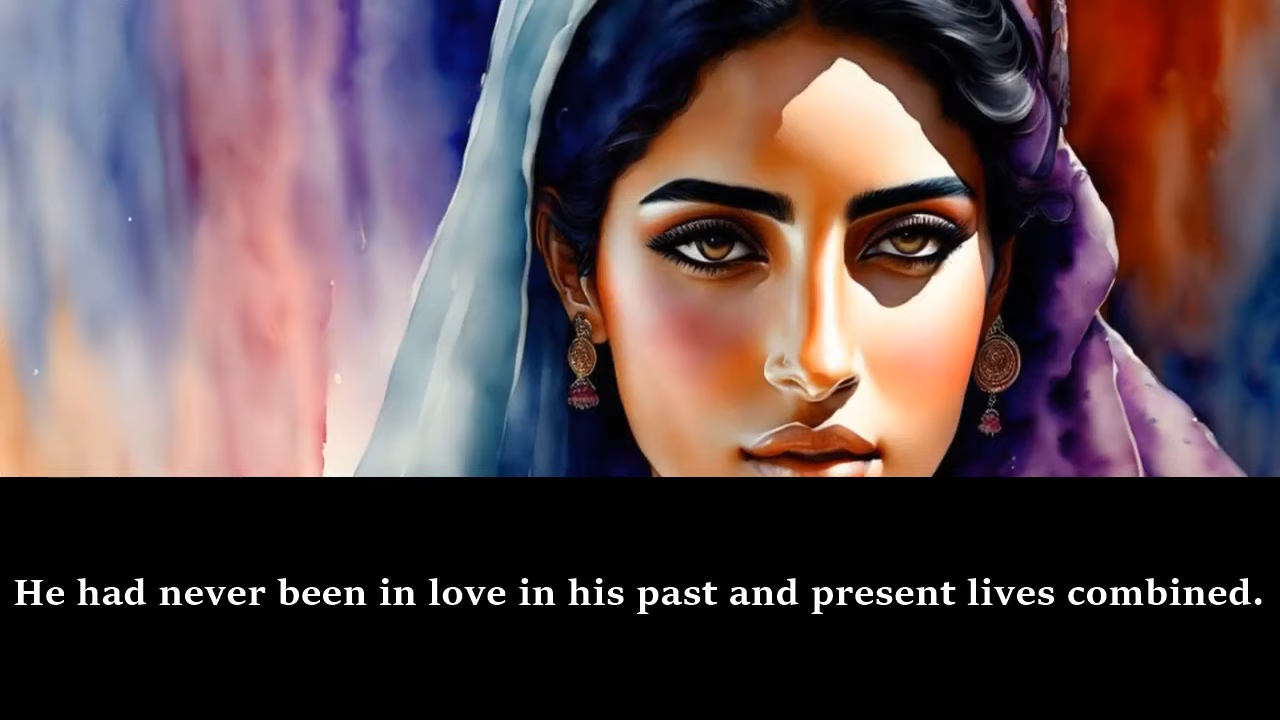 He had never been in love in his past and present lives combined.